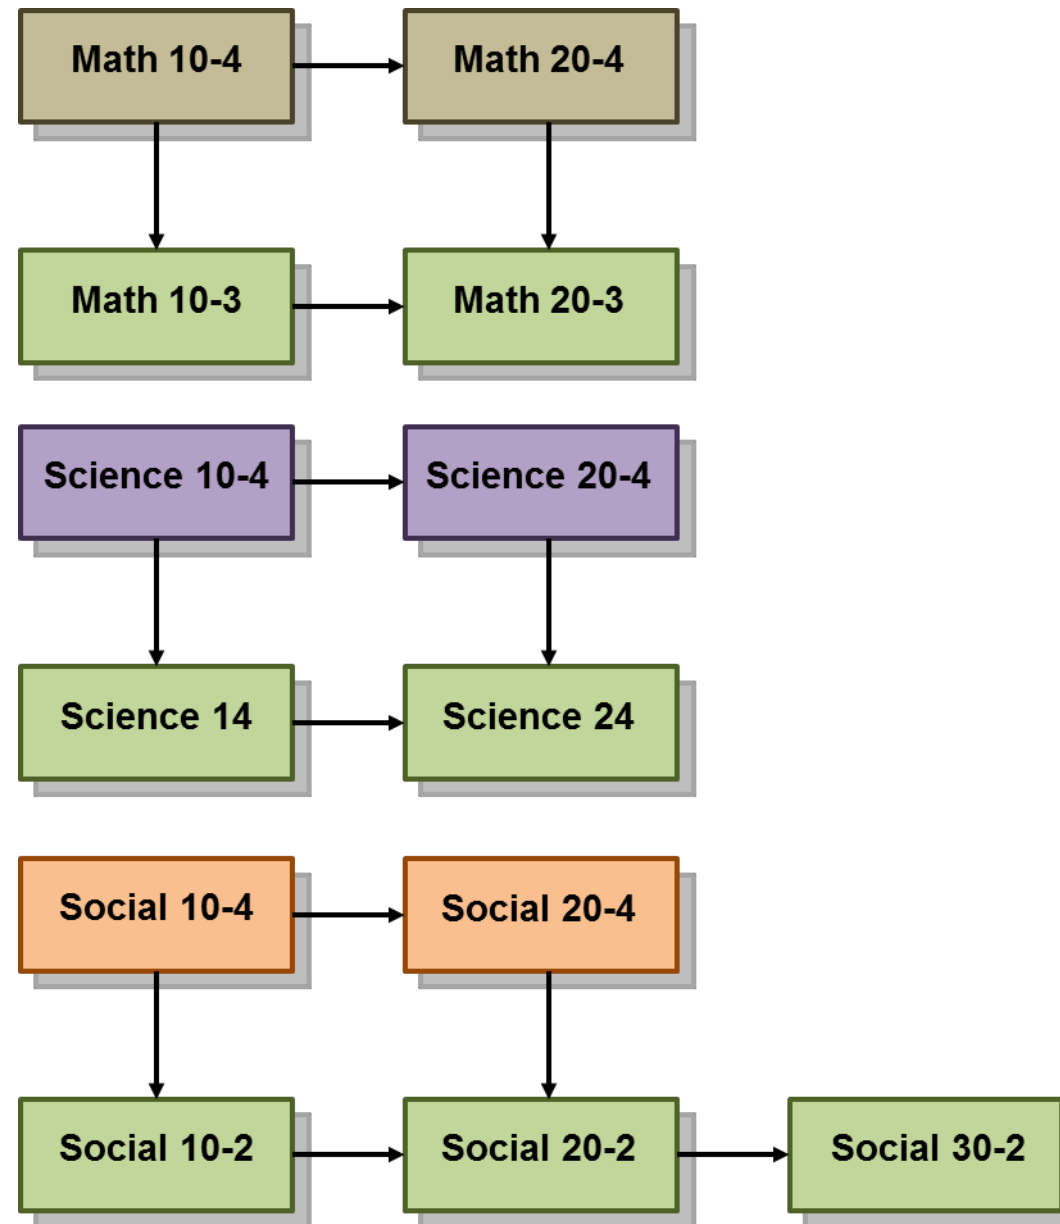 Math 10-4
Math 20-4
Math 10-3
Math 20-3
Science 10-4
Science 20-4
Science 14
Science 24
Social 10-4
Social 20-4
Social 10-2
Social 20-2
Social 30-2